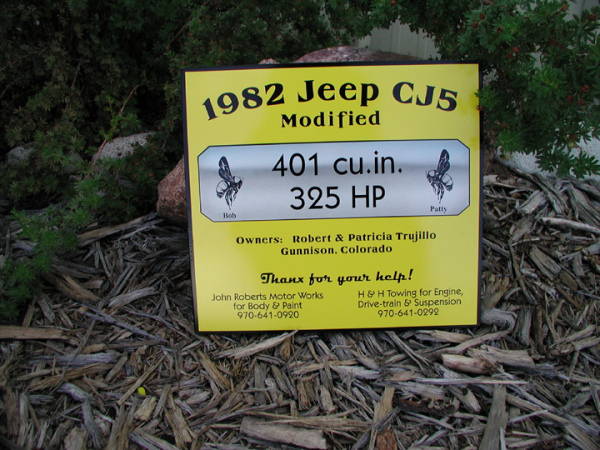 1982 Jeep CJ5
Modified
401 cu.in.
325 HP
Bob
Patty
Owners: Robert & Patricia Trujillo
Gunnison, Colorado
Thanx for your help!
John Roberts Motor Works
for Body & Paint
970-641-0920
H & H Towing for Engine,
Drive-train & Suspension
970-641-0292